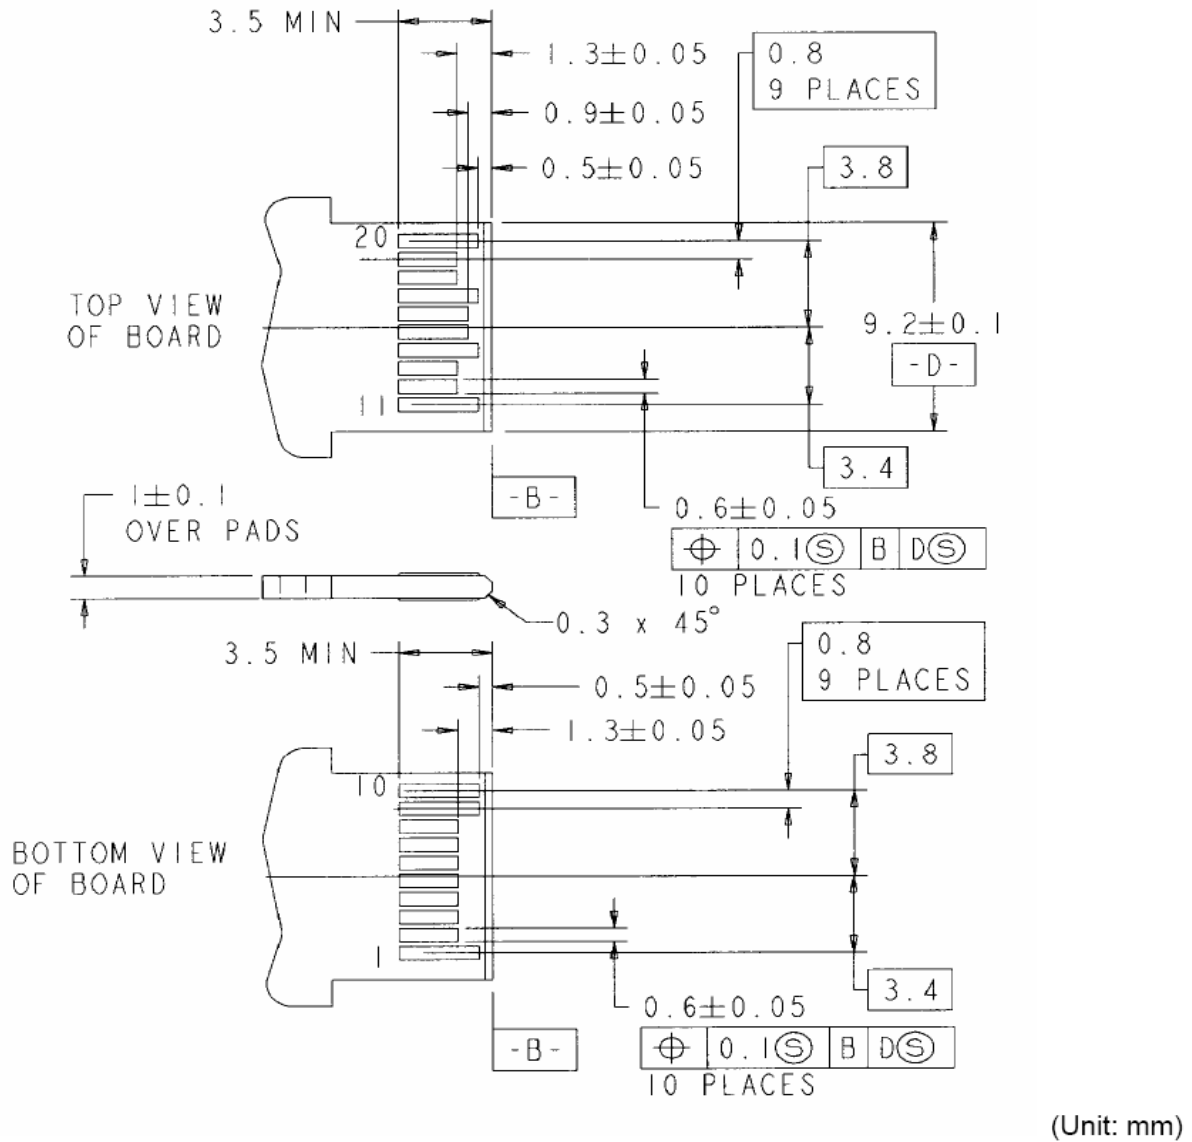 3.5 MIN
1.3±0.05
0.8
9 PLACES
0.9±0.05
0.5±0.05
3.8
20
TOP VIEW
OF BOARD
9.2±0.1
-D-
11
3.4
1±0.1
OVER PADS
-B-
0.6±0.05
⌖ 0.1Ⓢ B DⓈ
10 PLACES
0.3 x 45°
3.5 MIN
0.8
9 PLACES
0.5±0.05
1.3±0.05
3.8
10
BOTTOM VIEW
OF BOARD
1
3.4
0.6±0.05
-B-
⌖ 0.1Ⓢ B DⓈ
10 PLACES
(Unit: mm)